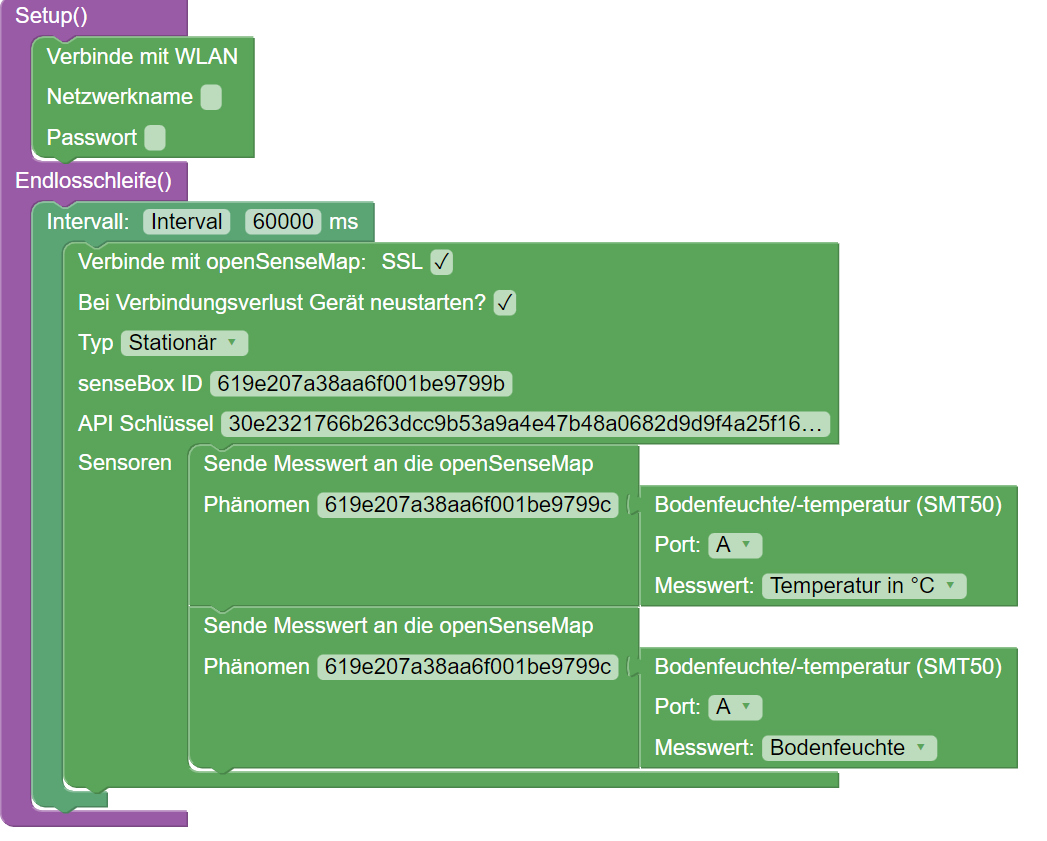 Setup()
Verbinde mit WLAN
Netzwerkname
Passwort
Endlosschleife()
Intervall: Interval 60000 ms
Verbinde mit openSenseMap: SSL ✓
Bei Verbindungsverlust Gerät neustarten? ✓
Typ Stationär
senseBox ID 619e207a38aa6f001be9799b
API Schlüssel 30e2321766b263dcc9b53a9a4e47b48a0682d9d9f4a25f16...
Sensoren
Sende Messwert an die openSenseMap
Phänomen 619e207a38aa6f001be9799c
Bodenfeuchte/-temperatur (SMT50)
Port: A
Messwert: Temperatur in °C
Sende Messwert an die openSenseMap
Phänomen 619e207a38aa6f001be9799c
Bodenfeuchte/-temperatur (SMT50)
Port: A
Messwert: Bodenfeuchte